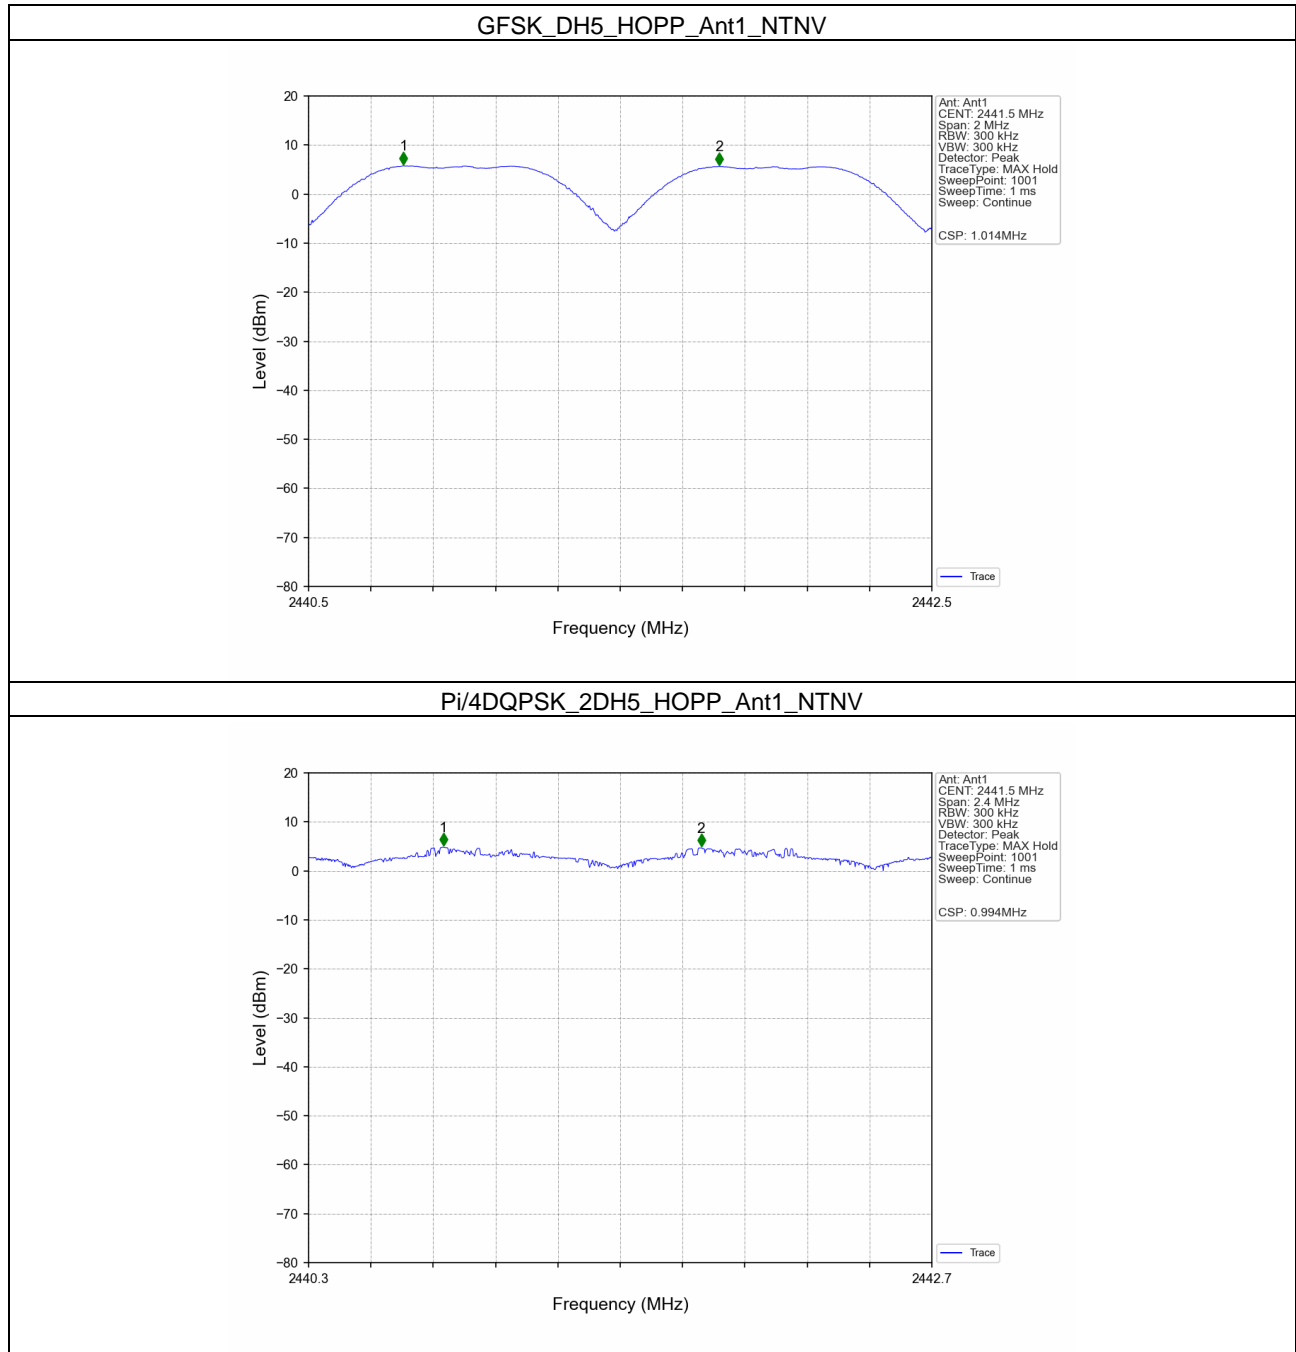 GFSK_DH5_HOPP_Ant1_NTNV
20
10
0
−10
−20
−30
−40
−50
−60
−70
−80
Level (dBm)
1
2
2440.5
2442.5
Frequency (MHz)
Ant: Ant1
CENT: 2441.5 MHz
Span: 2 MHz
RBW: 300 kHz
VBW: 300 kHz
Detector: Peak
TraceType: MAX Hold
SweepPoint: 1001
SweepTime: 1 ms
Sweep: Continue
CSP: 1.014MHz
Trace
Pi/4DQPSK_2DH5_HOPP_Ant1_NTNV
20
10
0
−10
−20
−30
−40
−50
−60
−70
−80
Level (dBm)
1
2
2440.3
2442.7
Frequency (MHz)
Ant: Ant1
CENT: 2441.5 MHz
Span: 2.4 MHz
RBW: 300 kHz
VBW: 300 kHz
Detector: Peak
TraceType: MAX Hold
SweepPoint: 1001
SweepTime: 1 ms
Sweep: Continue
CSP: 0.994MHz
Trace